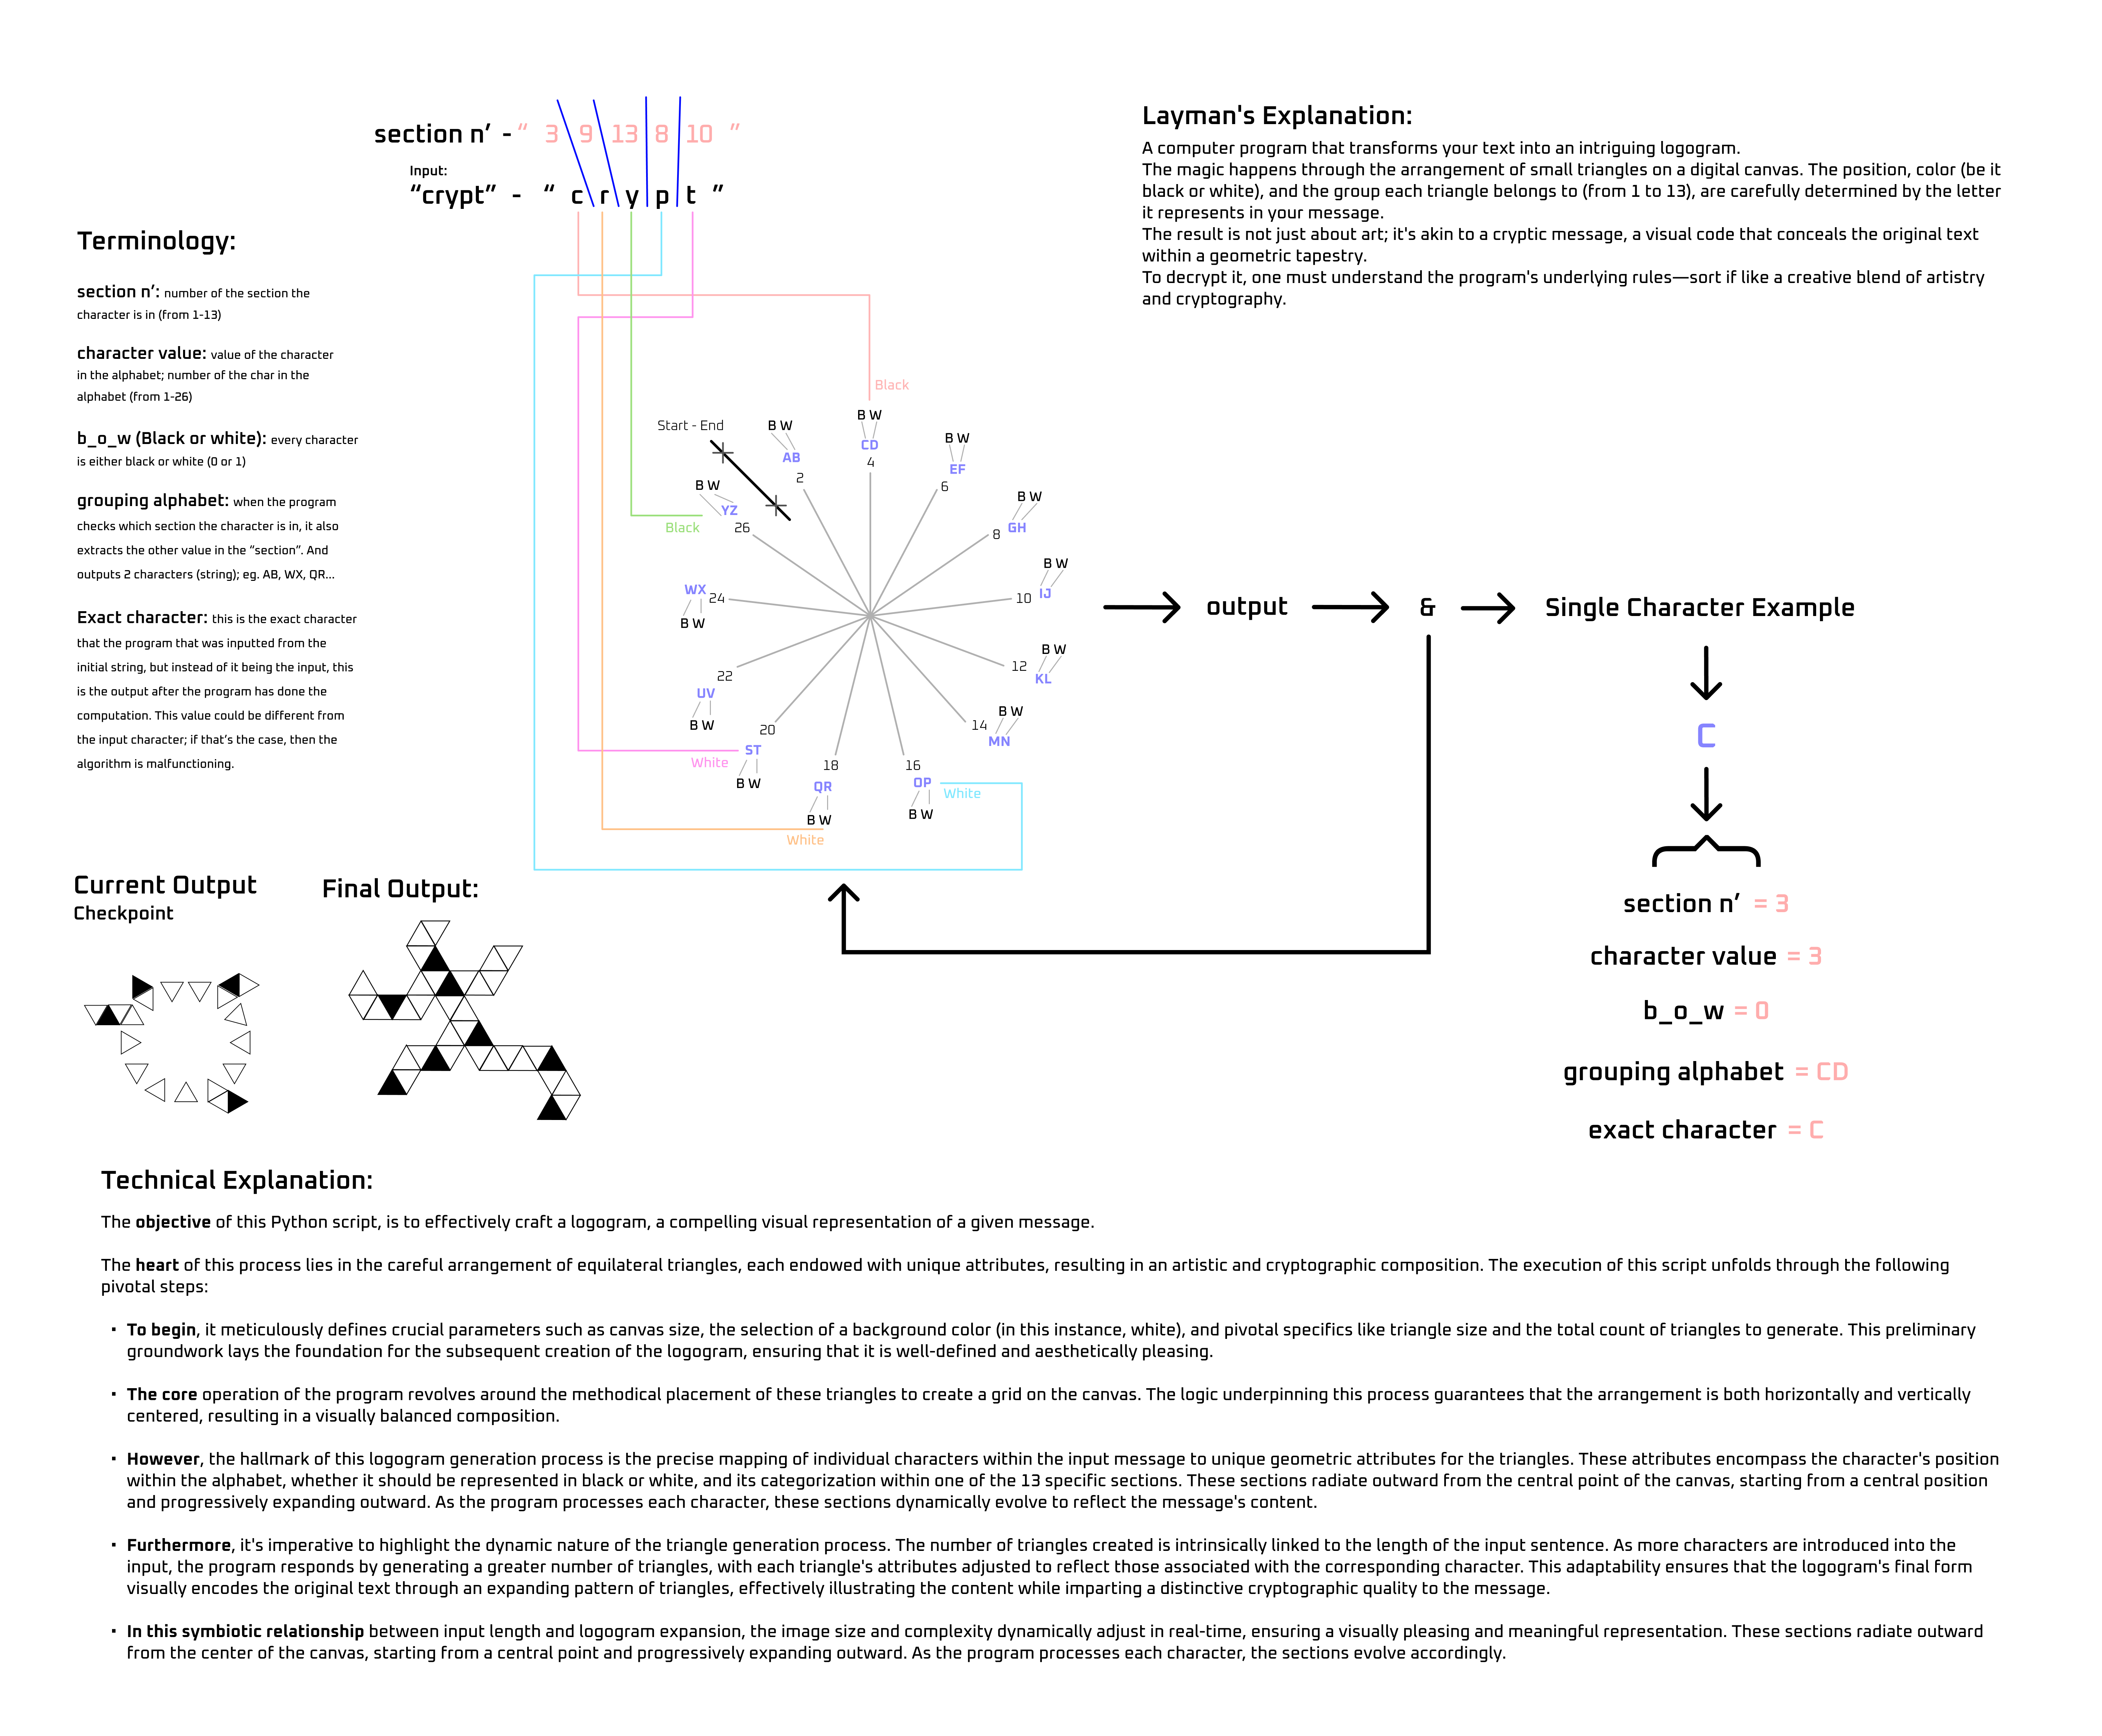 section n’ - “ 3 9 13 8 10 ”
Input:
“crypt” - “ c r y p t ”
Layman's Explanation:
A computer program that transforms your text into an intriguing logogram.
The magic happens through the arrangement of small triangles on a digital canvas. The position, color (be it
black or white), and the group each triangle belongs to (from 1 to 13), are carefully determined by the letter
it represents in your message.
The result is not just about art; it's akin to a cryptic message, a visual code that conceals the original text
within a geometric tapestry.
To decrypt it, one must understand the program's underlying rules—sort if like a creative blend of artistry
and cryptography.
Terminology:
section n’: number of the section the
character is in (from 1-13)
character value: value of the character
in the alphabet; number of the char in the
alphabet (from 1-26)
b_o_w (Black or white): every character
is either black or white (0 or 1)
grouping alphabet: when the program
checks which section the character is in, it also
extracts the other value in the “section”. And
outputs 2 characters (string); eg. AB, WX, QR...
Exact character: this is the exact character
that the program that was inputted from the
initial string, but instead of it being the input, this
is the output after the program has done the
computation. This value could be different from
the input character; if that’s the case, then the
algorithm is malfunctioning.
Start - End
B W
AB
2
Black
B W
CD
4
B W
EF
6
B W
GH
8
B W
IJ
10
B W
KL
12
B W
MN
14
16
OP
B W
White
18
QR
B W
White
20
ST
B W
White
22
UV
B W
24
WX
B W
B W
YZ
26
Black
output
&
Single Character Example
C
section n’ = 3
character value = 3
b_o_w = 0
grouping alphabet = CD
exact character = C
Current Output
Checkpoint
Final Output:
Technical Explanation:
The objective of this Python script, is to effectively craft a logogram, a compelling visual representation of a given message.
The heart of this process lies in the careful arrangement of equilateral triangles, each endowed with unique attributes, resulting in an artistic and cryptographic composition. The execution of this script unfolds through the following
pivotal steps:
· To begin, it meticulously defines crucial parameters such as canvas size, the selection of a background color (in this instance, white), and pivotal specifics like triangle size and the total count of triangles to generate. This preliminary
groundwork lays the foundation for the subsequent creation of the logogram, ensuring that it is well-defined and aesthetically pleasing.
· The core operation of the program revolves around the methodical placement of these triangles to create a grid on the canvas. The logic underpinning this process guarantees that the arrangement is both horizontally and vertically
centered, resulting in a visually balanced composition.
· However, the hallmark of this logogram generation process is the precise mapping of individual characters within the input message to unique geometric attributes for the triangles. These attributes encompass the character's position
within the alphabet, whether it should be represented in black or white, and its categorization within one of the 13 specific sections. These sections radiate outward from the central point of the canvas, starting from a central position
and progressively expanding outward. As the program processes each character, these sections dynamically evolve to reflect the message's content.
· Furthermore, it's imperative to highlight the dynamic nature of the triangle generation process. The number of triangles created is intrinsically linked to the length of the input sentence. As more characters are introduced into the
input, the program responds by generating a greater number of triangles, with each triangle's attributes adjusted to reflect those associated with the corresponding character. This adaptability ensures that the logogram's final form
visually encodes the original text through an expanding pattern of triangles, effectively illustrating the content while imparting a distinctive cryptographic quality to the message.
· In this symbiotic relationship between input length and logogram expansion, the image size and complexity dynamically adjust in real-time, ensuring a visually pleasing and meaningful representation. These sections radiate outward
from the center of the canvas, starting from a central point and progressively expanding outward. As the program processes each character, the sections evolve accordingly.